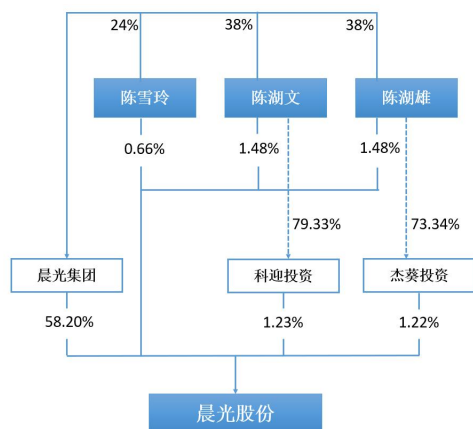 24%
38%
38%
陈雪玲
陈湖文
陈湖雄
0.66%
1.48%
1.48%
79.33%
73.34%
晨光集团
科迎投资
杰葵投资
58.20%
1.23%
1.22%
晨光股份